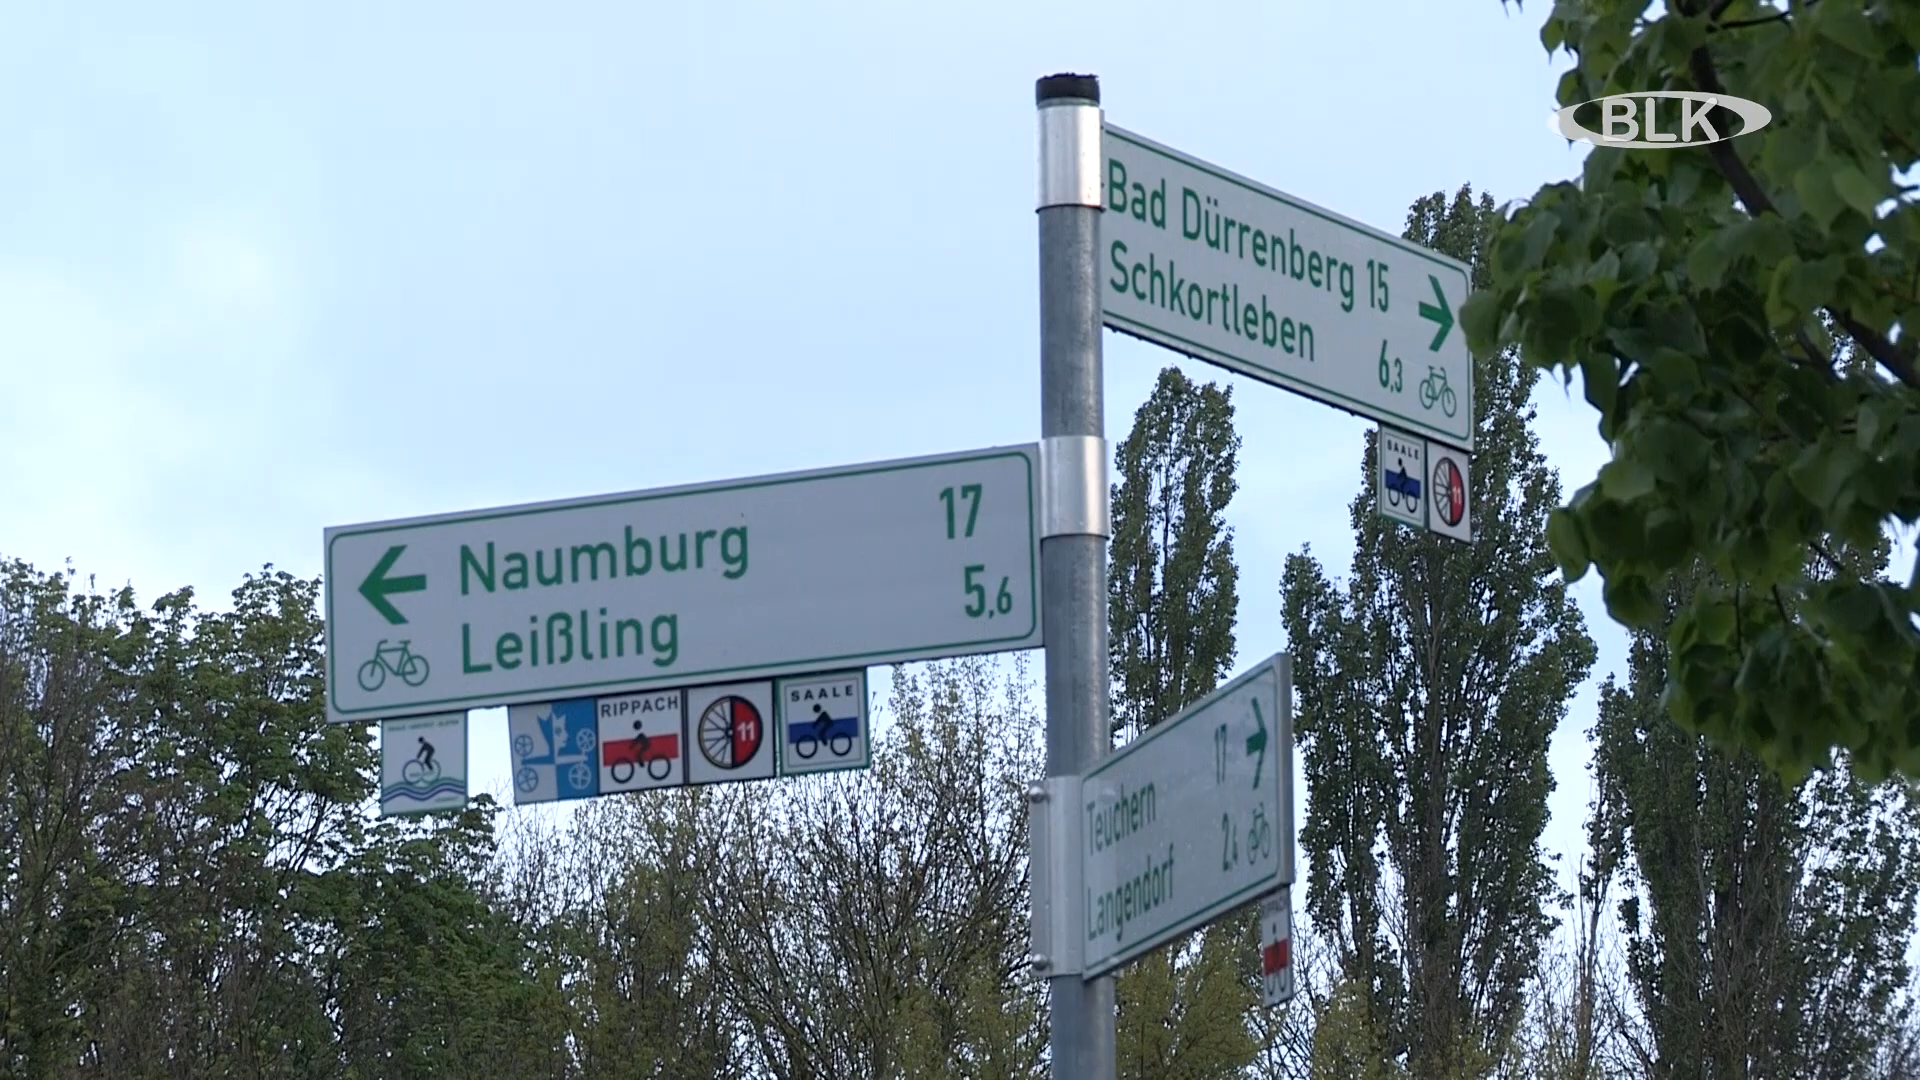 BLK
Bad Dürrenberg 15
Schkortleben 6,3
SAALE
11
Naumburg 17
Leißling 5,6
RIPPACH
11
SAALE
Teuchern 17
Langendorf 2,4
RIPPACH